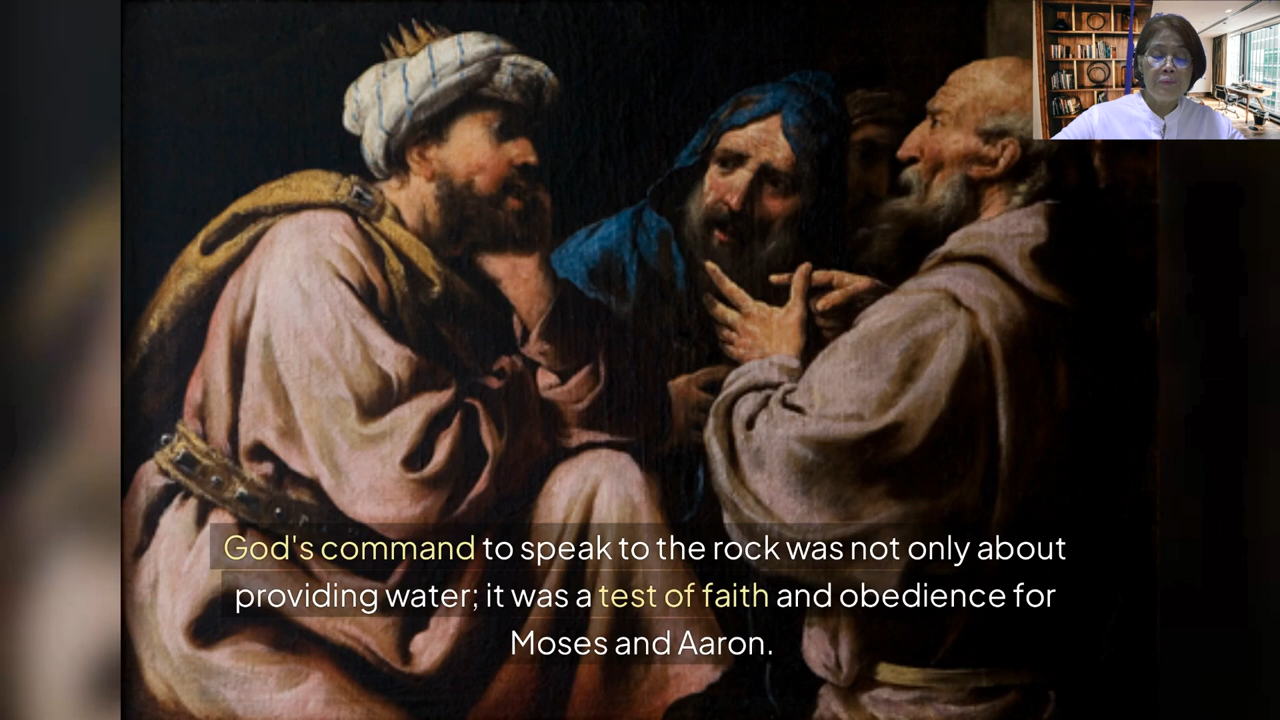 God's command to speak to the rock was not only about
providing water; it was a test of faith and obedience for
Moses and Aaron.